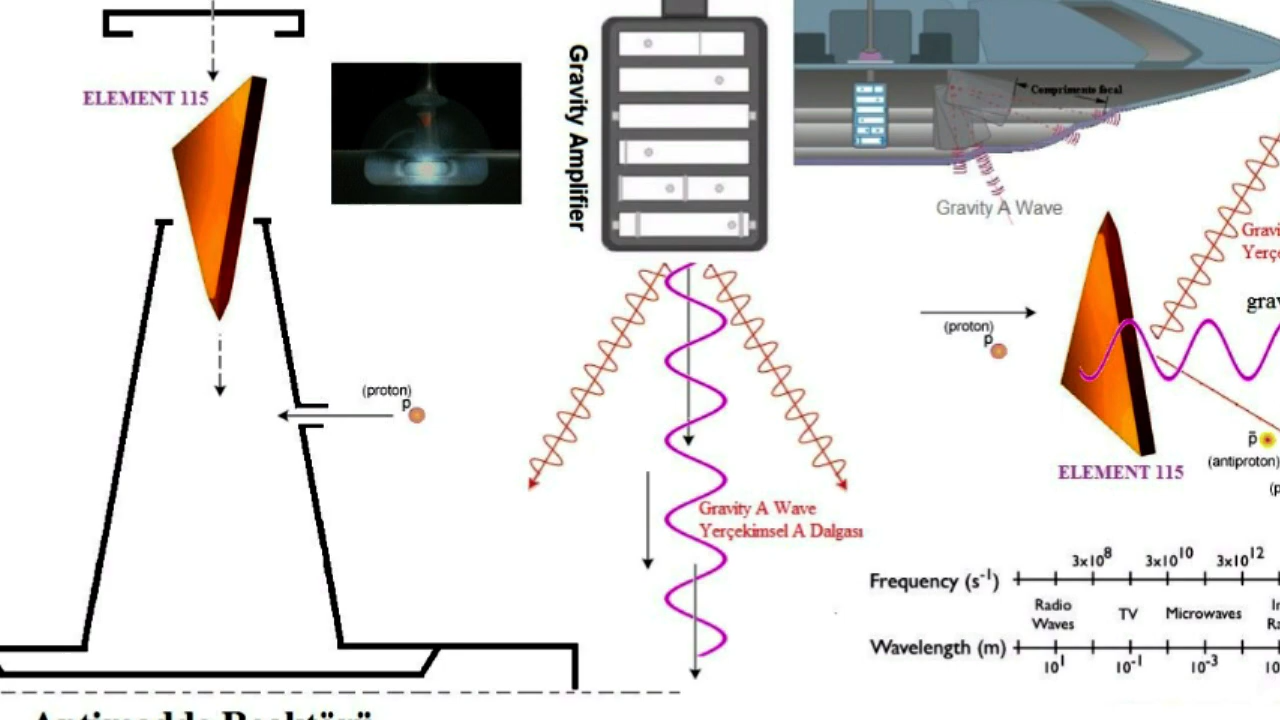 ELEMENT 115
(proton)
p
Gravity Amplifier
Gravity A Wave
Yerçekimsel A Dalgası
Comprimento focal
Gravity A Wave
(proton)
p
ELEMENT 115
p̄
(antiproton)
Frequency (s⁻¹)
3x10⁸ 3x10¹⁰ 3x10¹²
Radio Waves
TV
Microwaves
Wavelength (m)
10¹ 10⁻¹ 10⁻³